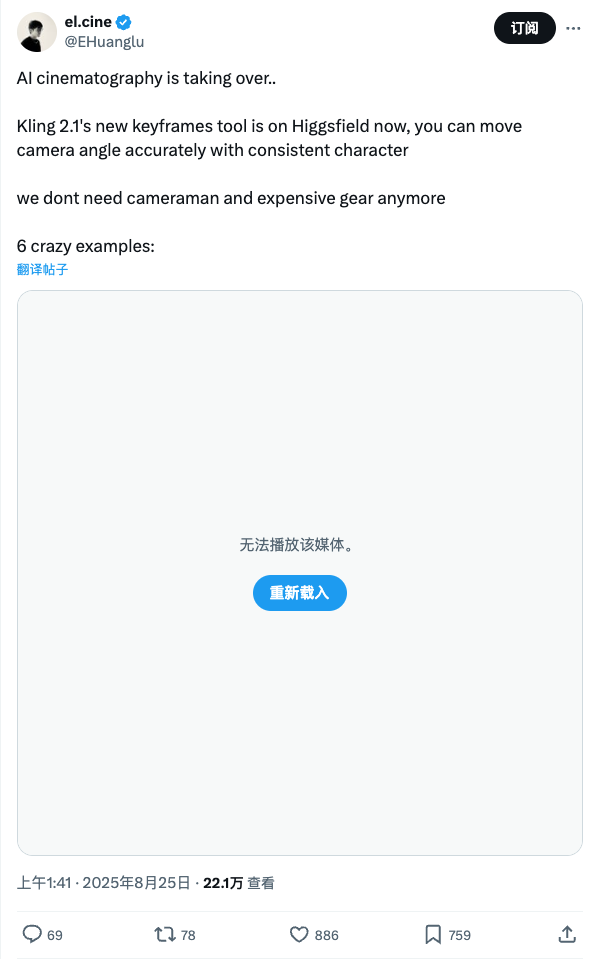 el.cine
@EHuanglu
订阅
AI cinematography is taking over..
Kling 2.1's new keyframes tool is on Higgsfield now, you can move
camera angle accurately with consistent character
we dont need cameraman and expensive gear anymore
6 crazy examples:
翻译帖子
无法播放该媒体。
重新载入
上午1:41 · 2025年8月25日 · 22.1万 查看
69 78 886 759